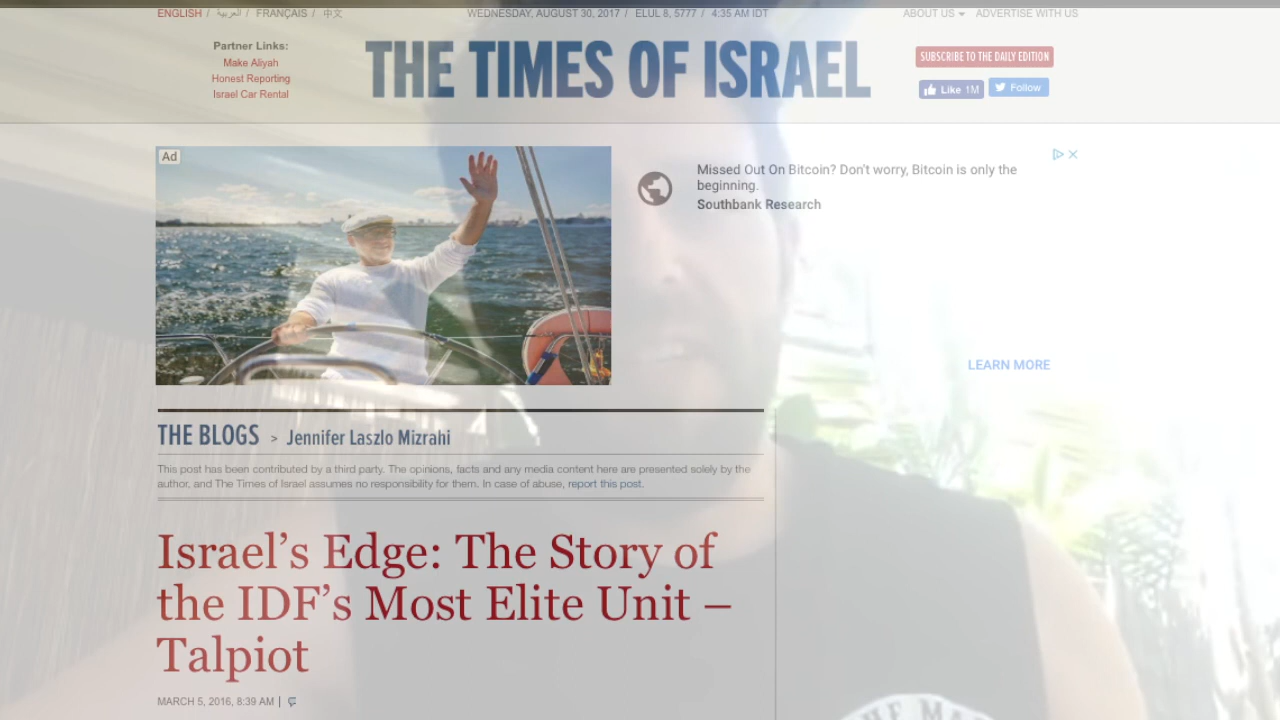 ENGLISH / العربية / FRANÇAIS / 中文
WEDNESDAY, AUGUST 30, 2017 / ELUL 8, 5777 / 4:35 AM IDT
ABOUT US ADVERTISE WITH US
Partner Links:
Make Aliyah
Honest Reporting
Israel Car Rental
THE TIMES OF ISRAEL
SUBSCRIBE TO THE DAILY EDITION
Like 1M
Follow
Ad
Missed Out On Bitcoin? Don't worry, Bitcoin is only the
beginning.
Southbank Research
LEARN MORE
THE BLOGS > Jennifer Laszlo Mizrahi
This post has been contributed by a third party. The opinions, facts and any media content here are presented solely by the
author, and The Times of Israel assumes no responsibility for them. In case of abuse, report this post.
Israel's Edge: The Story of
the IDF's Most Elite Unit –
Talpiot
MARCH 5, 2016, 8:39 AM |